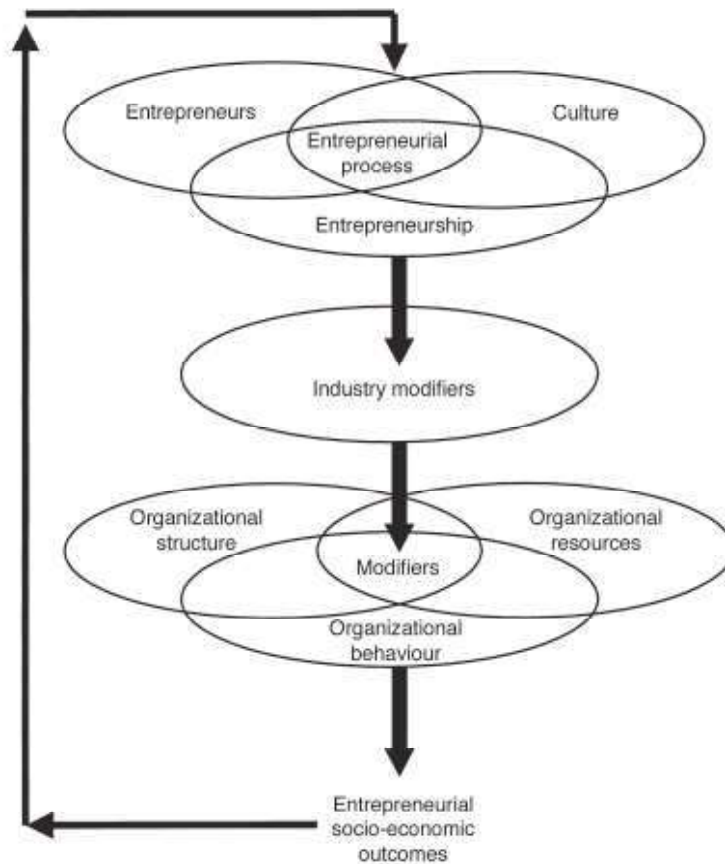 Entrepreneurs
Culture
Entrepreneurial
process
Entrepreneurship
Industry modifiers
Organizational
structure
Organizational
resources
Modifiers
Organizational
behaviour
Entrepreneurial
socio-economic
outcomes